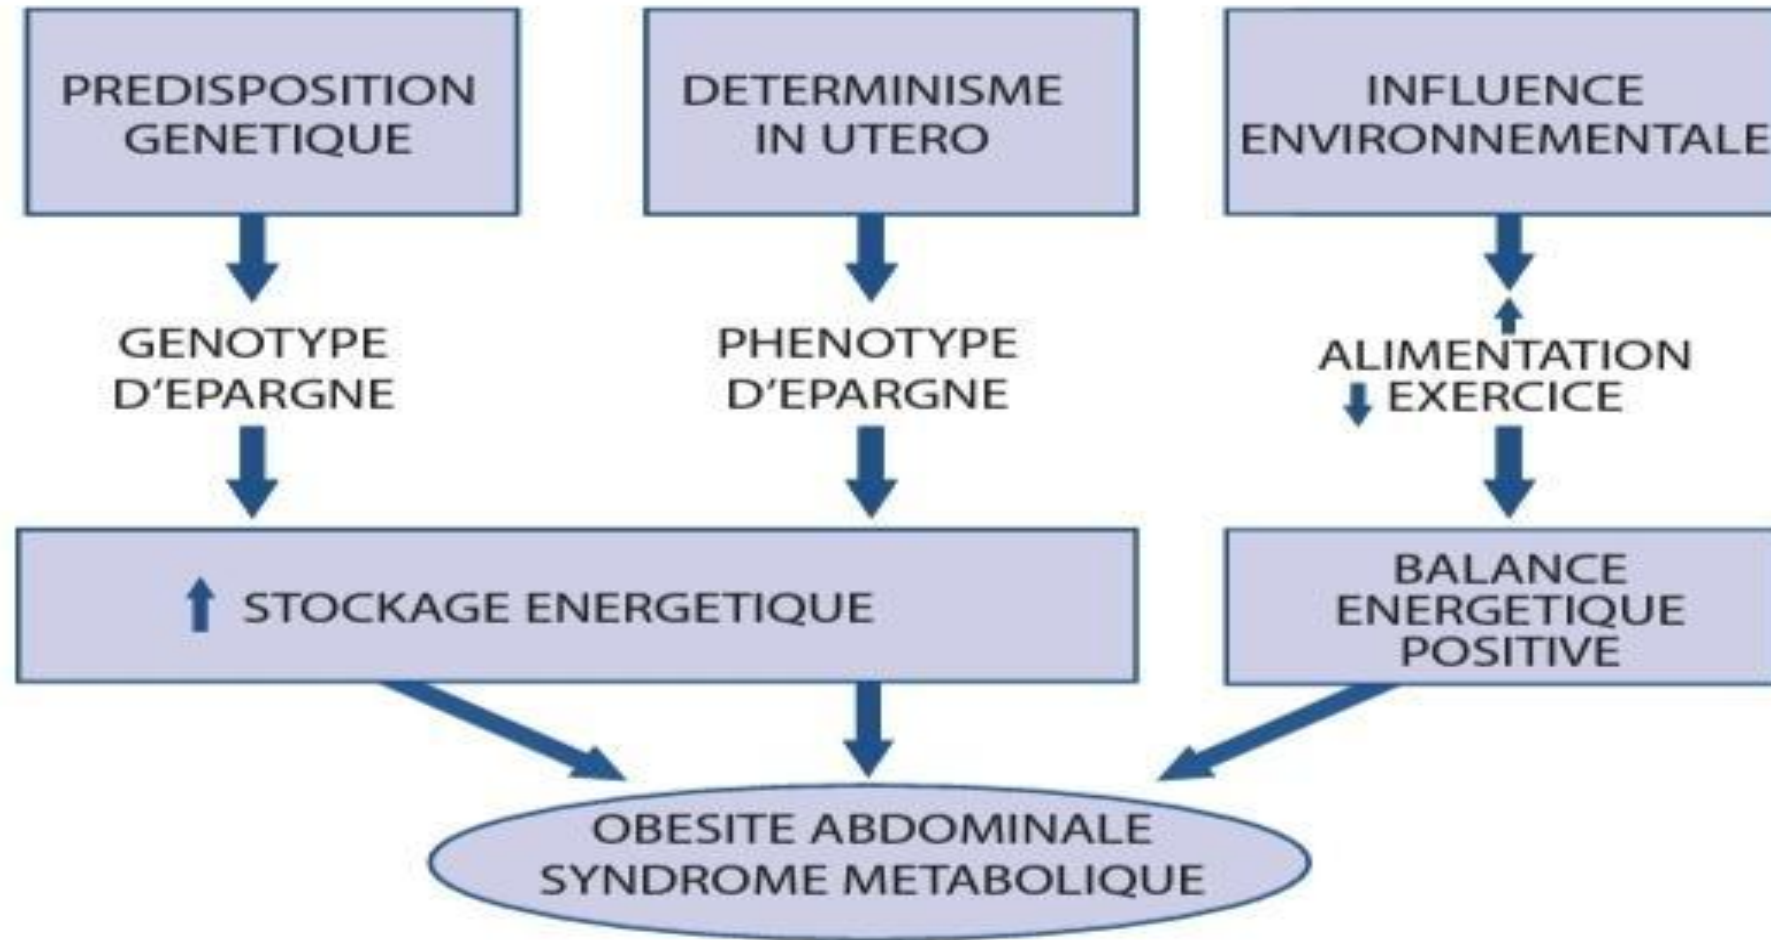 PREDISPOSITION
GENETIQUE
DETERMINISME
IN UTERO
INFLUENCE
ENVIRONNEMENTALE
GENOTYPE
D'EPARGNE
PHENOTYPE
D'EPARGNE
ALIMENTATION
EXERCICE
STOCKAGE ENERGETIQUE
BALANCE
ENERGETIQUE
POSITIVE
OBESITE ABDOMINALE
SYNDROME METABOLIQUE